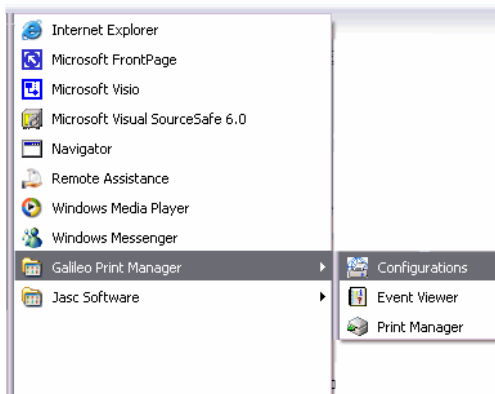 Internet Explorer
Microsoft FrontPage
Microsoft Visio
Microsoft Visual SourceSafe 6.0
Navigator
Remote Assistance
Windows Media Player
Windows Messenger
Galileo Print Manager
Jasc Software
Configurations
Event Viewer
Print Manager